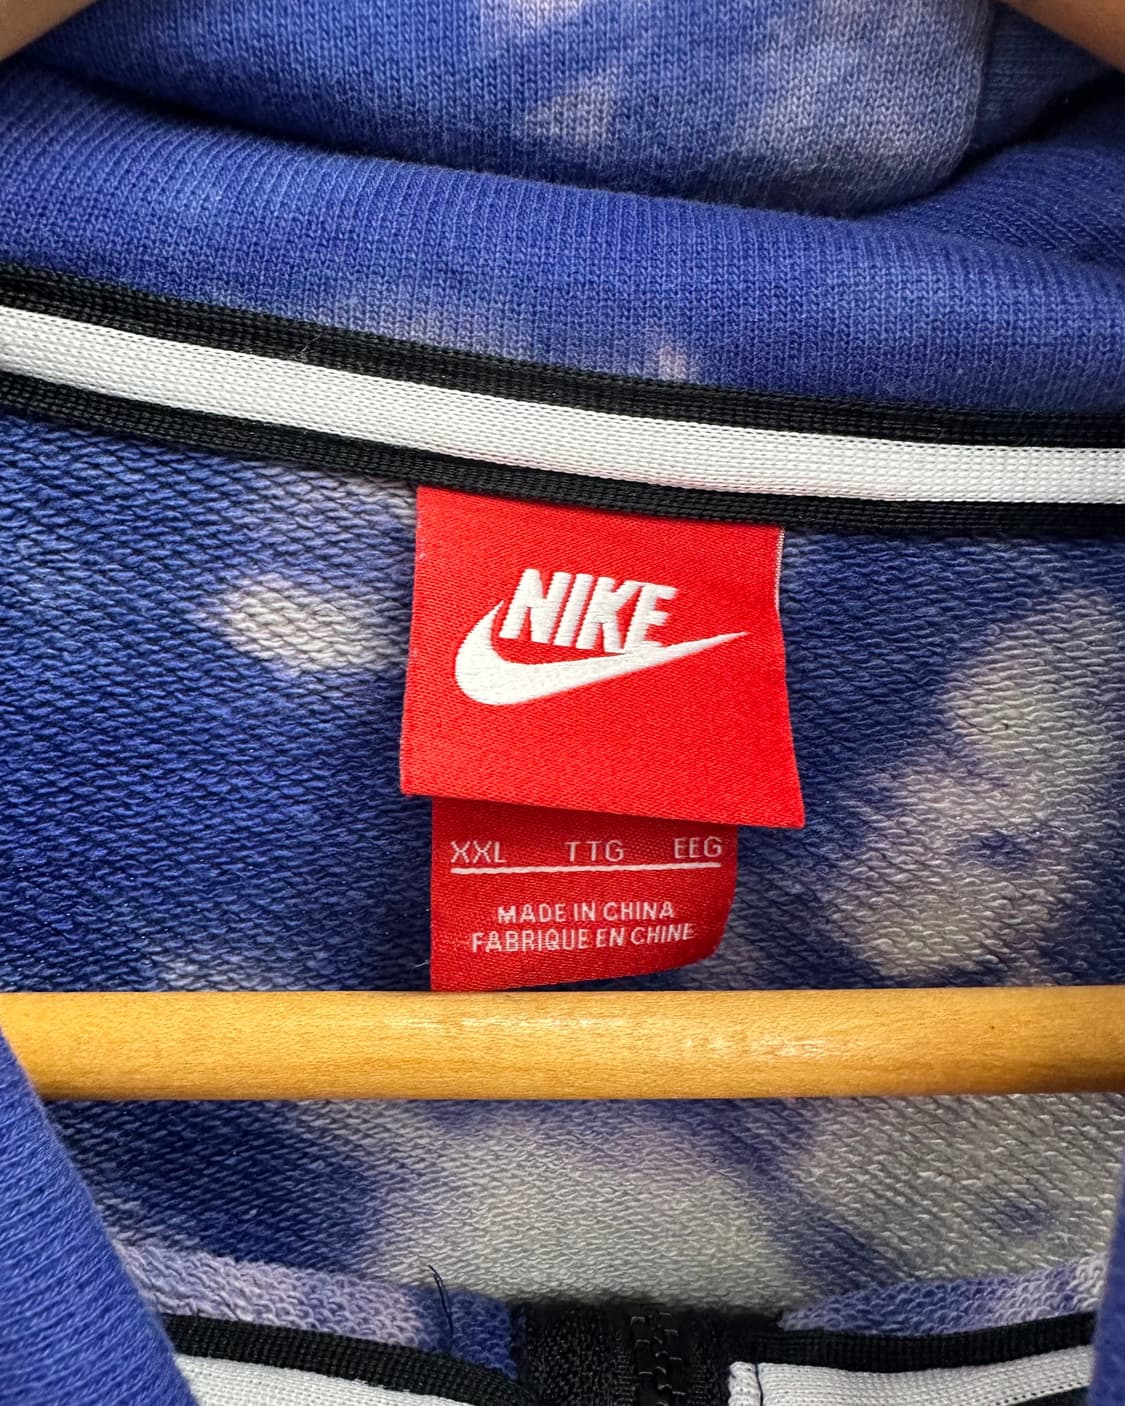 NIKE
XXL TTG EEG
MADE IN CHINA
FABRIQUE EN CHINE